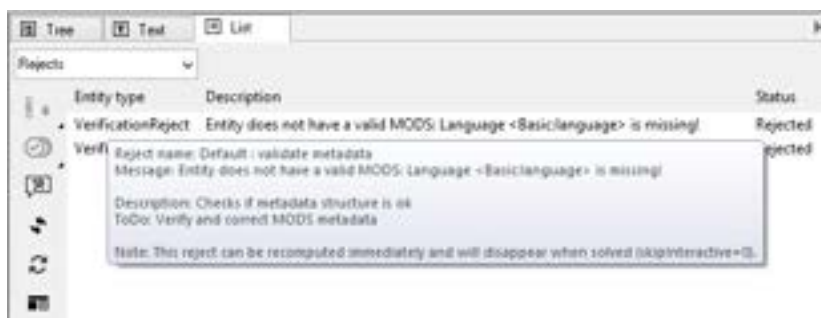 Tree Text List
Rejects
Entity type Description Status
VerificationReject Entity does not have a valid MODS: Language <Basic:language> is missing! Rejected
Verifi ejected
Reject name: Default : validate metadata
Message: Entity does not have a valid MODS: Language <Basic:language> is missing!
Description: Checks if metadata structure is ok
ToDo: Verify and correct MODS metadata
Note: This reject can be recomputed immediately and will disappear when solved (skipInteractive=0).